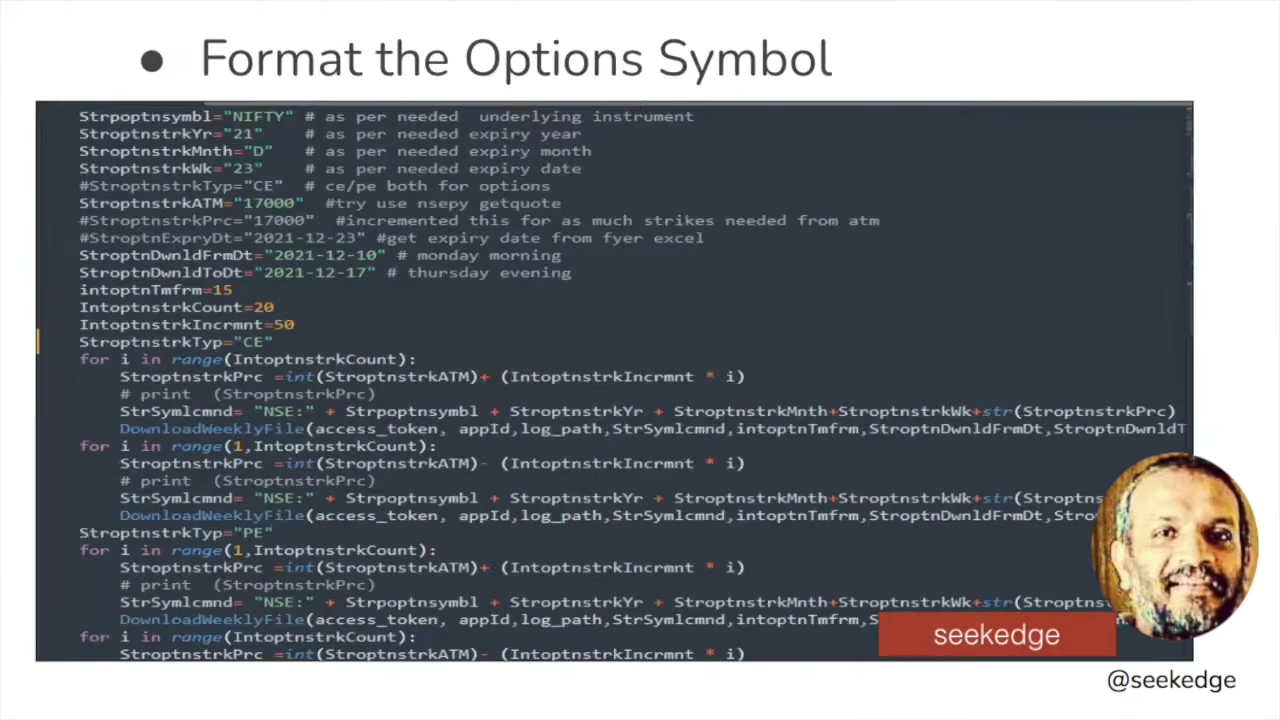 ● Format the Options Symbol
Strpoptnsymbl="NIFTY" # as per needed  underlying instrument
StroptnstrkYr="21"    # as per needed expiry year
StroptnstrkMnth="D"   # as per needed expiry month
StroptnstrkWk="23"    # as per needed expiry date
#StroptnstrkTyp="CE"  # ce/pe both for options
StroptnstrkATM="17000"  #try use nsepy getquote
#StroptnstrkPrc="17000"  #incremented this for as much strikes needed from atm
#StroptnExpryDt="2021-12-23" #get expiry date from fyer excel
StroptnDwnldFrmDt="2021-12-10" # monday morning
StroptnDwnldToDt="2021-12-17" # thursday evening
intoptnTmfrm=15
IntoptnstrkCount=20
IntoptnstrkIncrmnt=50
StroptnstrkTyp="CE"
for i in range(IntoptnstrkCount):
    StroptnstrkPrc =int(StroptnstrkATM)+ (IntoptnstrkIncrmnt * i)
    # print  (StroptnstrkPrc)
    StrSymlcmnd= "NSE:" + Strpoptnsymbl + StroptnstrkYr + StroptnstrkMnth+StroptnstrkWk+str(StroptnstrkPrc)
    DownloadWeeklyFile(access_token, appId,log_path,StrSymlcmnd,intoptnTmfrm,StroptnDwnldFrmDt,StroptnDwnldT
for i in range(1,IntoptnstrkCount):
    StroptnstrkPrc =int(StroptnstrkATM)- (IntoptnstrkIncrmnt * i)
    # print  (StroptnstrkPrc)
    StrSymlcmnd= "NSE:" + Strpoptnsymbl + StroptnstrkYr + StroptnstrkMnth+StroptnstrkWk+str(Stroptnstr
    DownloadWeeklyFile(access_token, appId,log_path,StrSymlcmnd,intoptnTmfrm,StroptnDwnldFrmDt,Stro
StroptnstrkTyp="PE"
for i in range(1,IntoptnstrkCount):
    StroptnstrkPrc =int(StroptnstrkATM)+ (IntoptnstrkIncrmnt * i)
    # print  (StroptnstrkPrc)
    StrSymlcmnd= "NSE:" + Strpoptnsymbl + StroptnstrkYr + StroptnstrkMnth+StroptnstrkWk+str(Stroptns
    DownloadWeeklyFile(access_token, appId,log_path,StrSymlcmnd,intoptnTmfrm,S
for i in range(IntoptnstrkCount):
    StroptnstrkPrc =int(StroptnstrkATM)- (IntoptnstrkIncrmnt * i)
seekedge
@seekedge